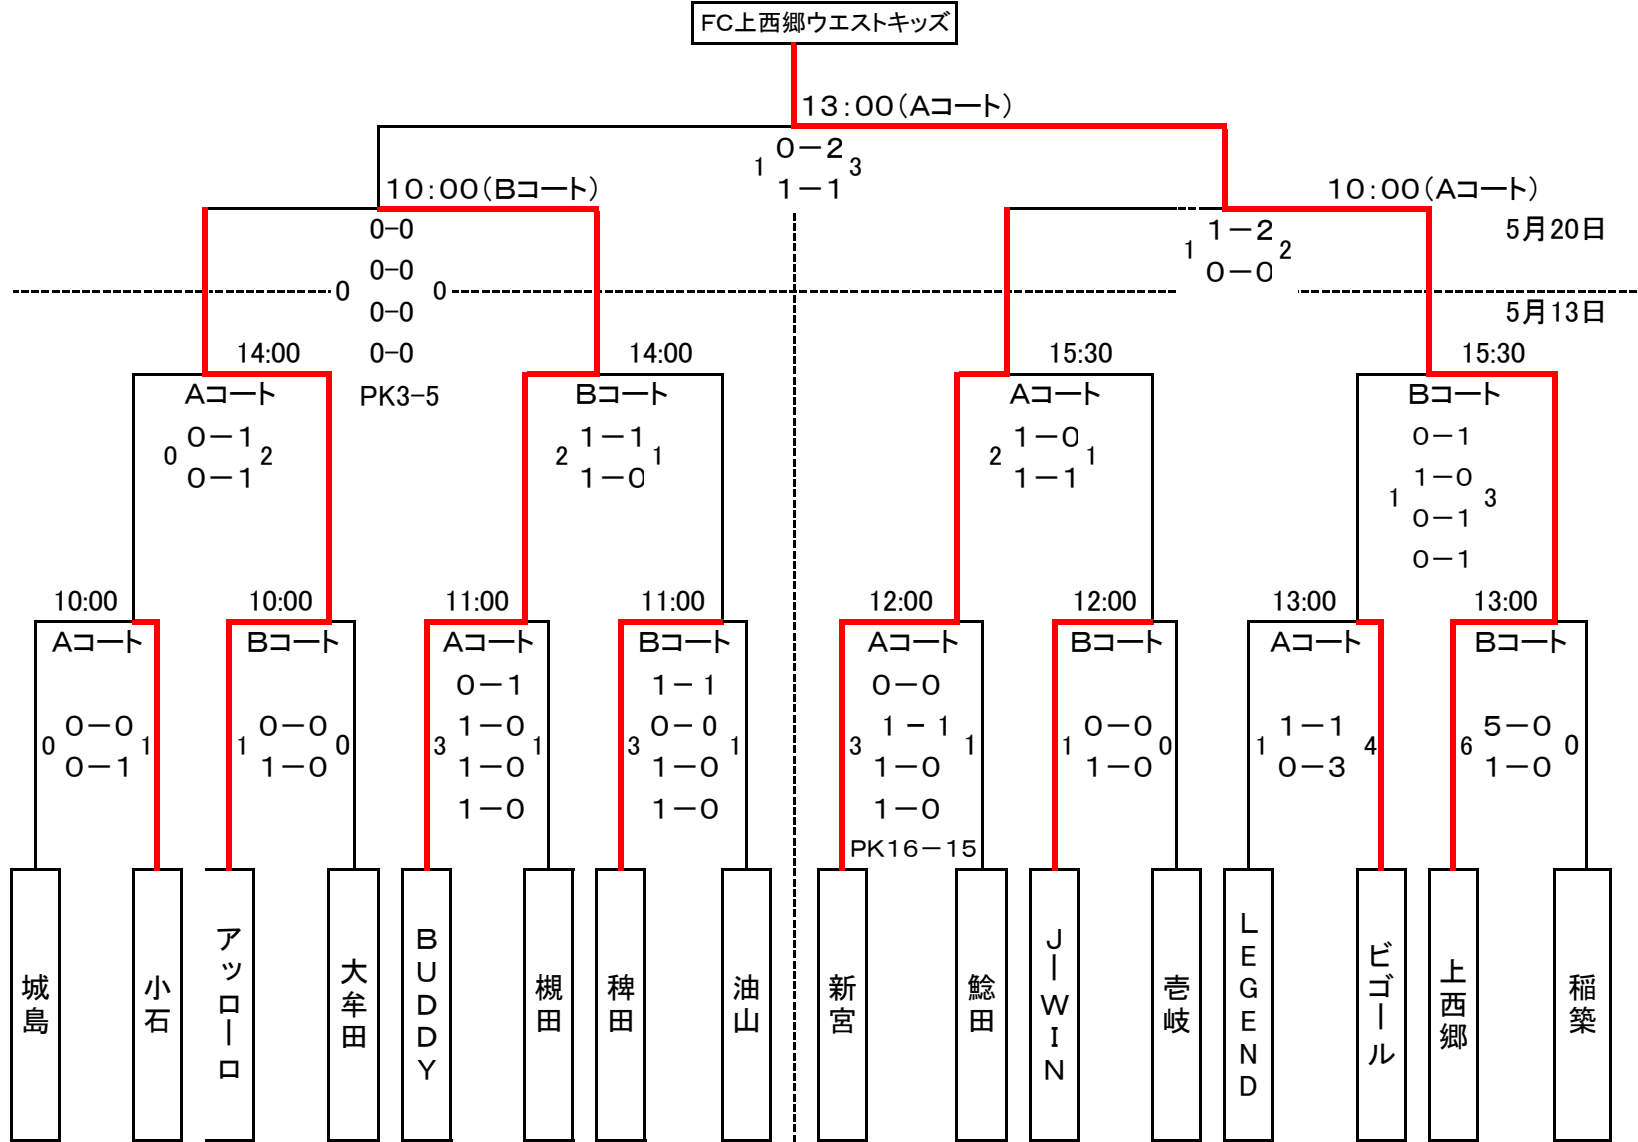 FC上西郷ウエストキッズ
13:00(Aコート)
0-2
1 3
1-1
10:00(Bコート) 10:00(Aコート)
0-0
1-2
5月20日
1 2
0-0
0-0
0 0
0-0
5月13日
0-0
14:00 14:00 15:30 15:30
Aコート PK3-5 Bコート Aコート Bコート
0-1 1-1 1-0 0-1
0 2 2 1 2 1
0-1 1-0 1-1 1-0
1 3
0-1
0-1
10:00 10:00 11:00 11:00 12:00 12:00 13:00 13:00
Aコート Bコート Aコート Bコート Aコート Bコート Aコート Bコート
0-1 1-1 0-0
0-0 0-0 1-0 0-0 1-1 0-0 1-1 5-0
0 1 1 0 3 1 3 1 3 1 1 0 1 4 6 0
0-1 1-0 1-0 1-0 1-0 1-0 0-3 1-0
1-0 1-0 1-0
PK16-15
城島
小石
アッローロ
大牟田
BUDDY
槻田
稗田
油山
新宮
鯰田
J-WIN
壱岐
LEGEND
ビゴール
上西郷
稲築